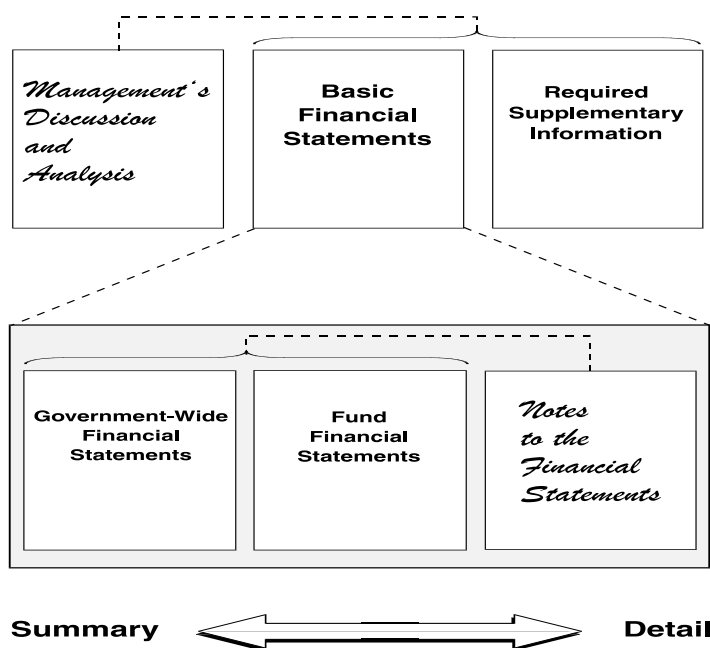 Management's
Discussion
and
Analysis
Basic
Financial
Statements
Required
Supplementary
Information
Government-Wide
Financial
Statements
Fund
Financial
Statements
Notes
to the
Financial
Statements
Summary
Detail